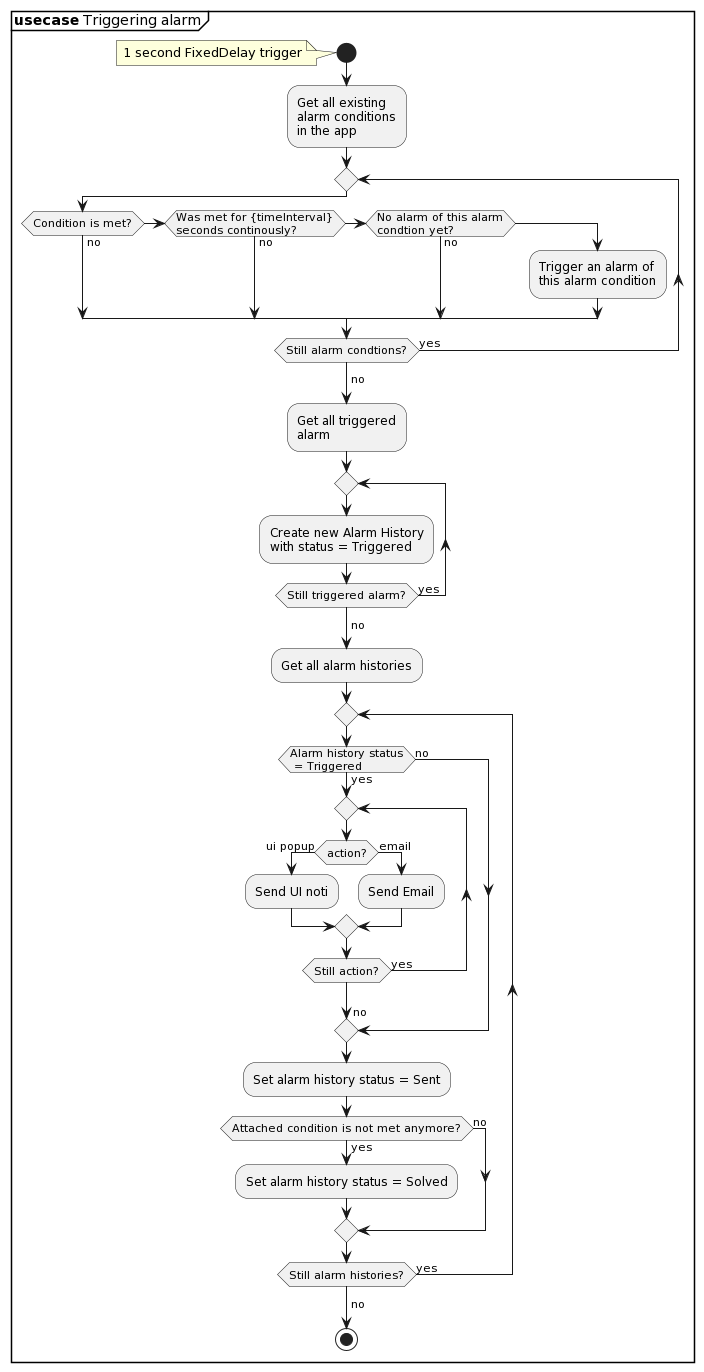 usecase Triggering alarm
1 second FixedDelay trigger
Get all existing
alarm conditions
in the app
Condition is met?
no
Was met for {timeInterval}
seconds continously?
no
No alarm of this alarm
condtion yet?
no
Trigger an alarm of
this alarm condition
Still alarm condtions?
yes
no
Get all triggered
alarm
Create new Alarm History
with status = Triggered
Still triggered alarm?
yes
no
Get all alarm histories
Alarm history status
= Triggered
no
yes
ui popup
action?
email
Send UI noti
Send Email
Still action?
yes
no
Set alarm history status = Sent
Attached condition is not met anymore?
no
yes
Set alarm history status = Solved
Still alarm histories?
yes
no